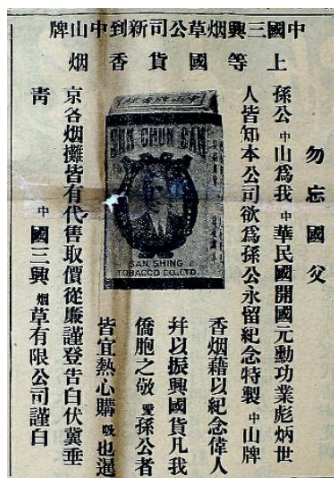 中國三興烟草公司新到中山牌
上等國貨香烟
勿忘國父
孫公中山爲我中華民國開國元勳功業彪炳世
人皆知本公司欲爲孫公永留紀念特製中山牌
香烟藉以紀念偉人
幷以振興國貨凡我
僑胞之敬愛孫公者
皆宜熱心購吸也暹
京各烟攤皆有代售取價從廉謹登告白伏冀垂
青 中國三興烟草有限公司謹白
SUN CHUN SAN
SAN SHING
TOBACCO CO. LTD.